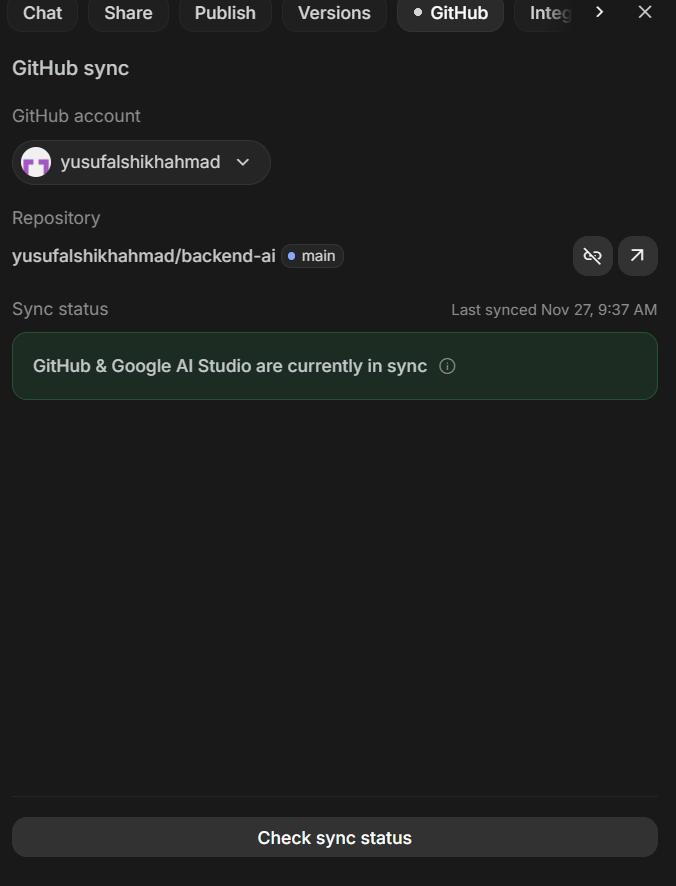 Chat Share Publish Versions GitHub Integ
GitHub sync
GitHub account
yusufalshikhahmad
Repository
yusufalshikhahmad/backend-ai main
Sync status Last synced Nov 27, 9:37 AM
GitHub & Google AI Studio are currently in sync
Check sync status